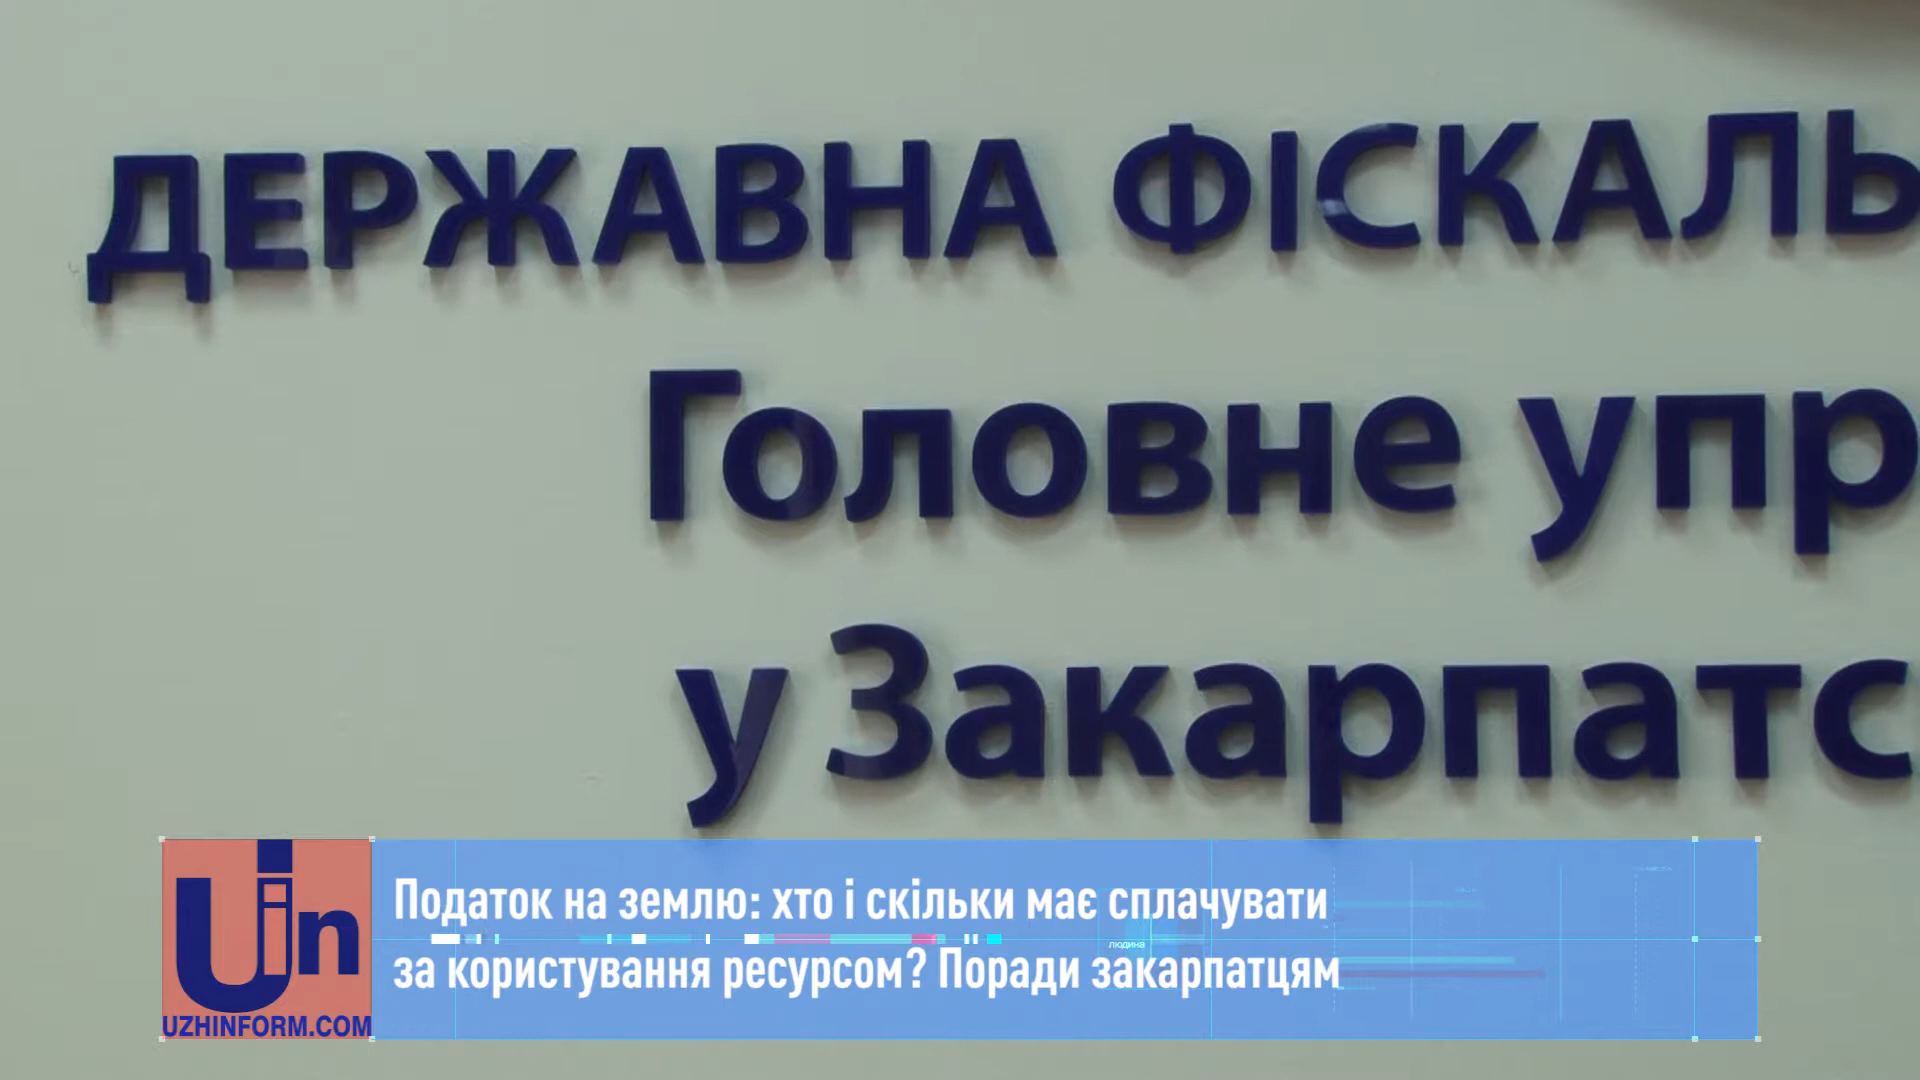 ДЕРЖАВНА ФІСКАЛЬ
Головне упр
у Закарпатс
Uin
UZHINFORM.COM
Податок на землю: хто і скільки має сплачувати
людина
за користування ресурсом? Поради закарпатцям